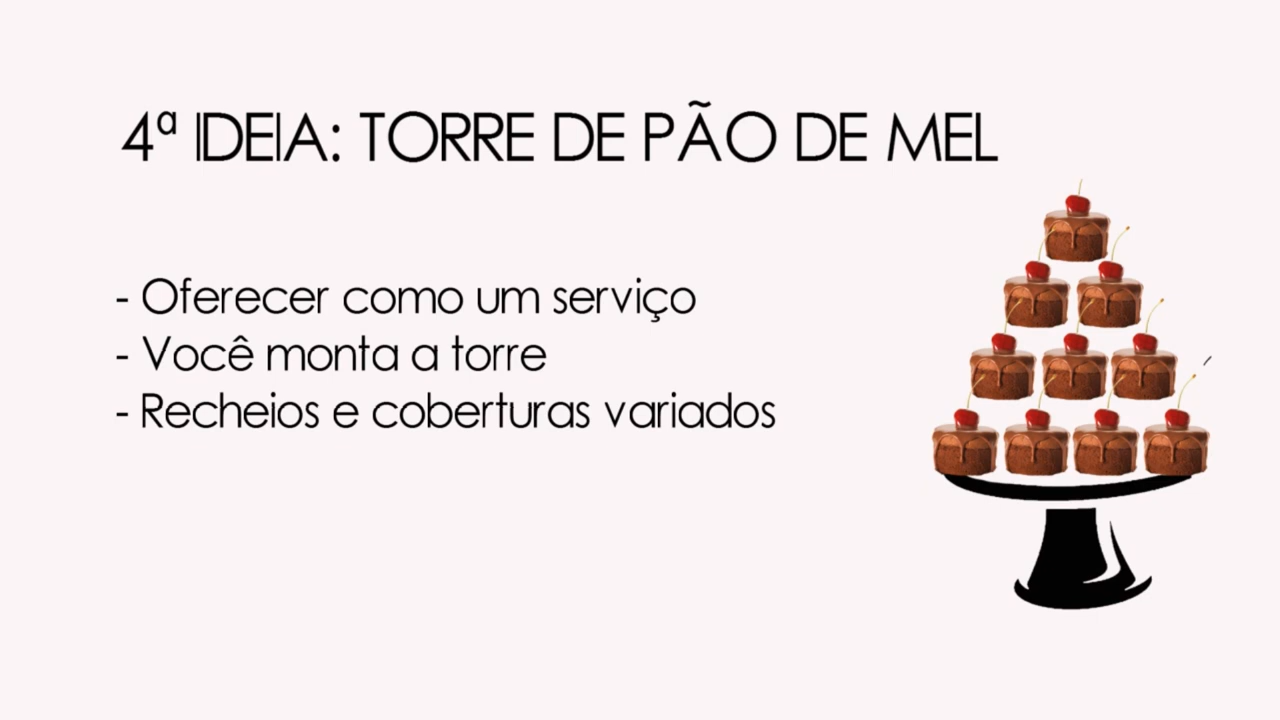 4ª IDEIA: TORRE DE PÃO DE MEL
- Oferecer como um serviço
- Você monta a torre
- Recheios e coberturas variados